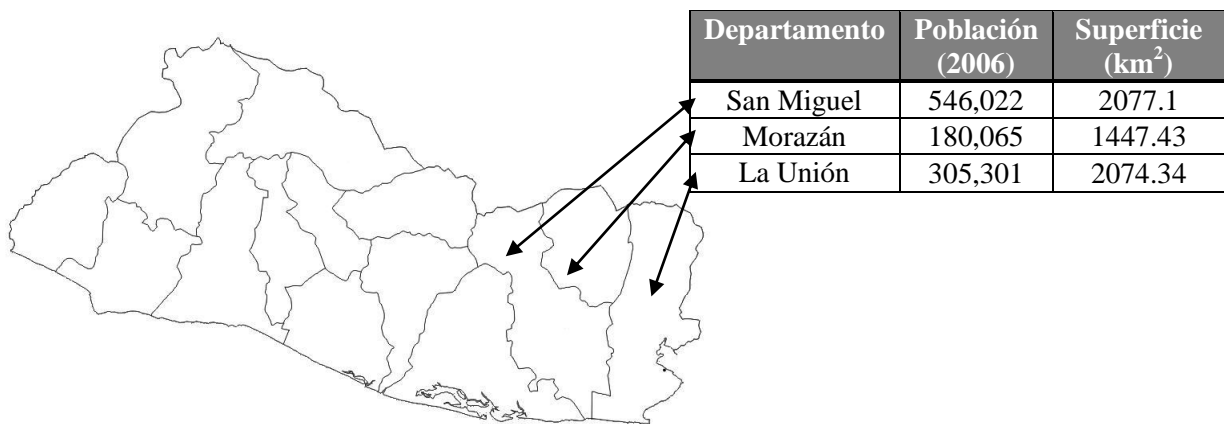 Departamento Población (2006) Superficie (km²)
San Miguel 546,022 2077.1
Morazán 180,065 1447.43
La Unión 305,301 2074.34